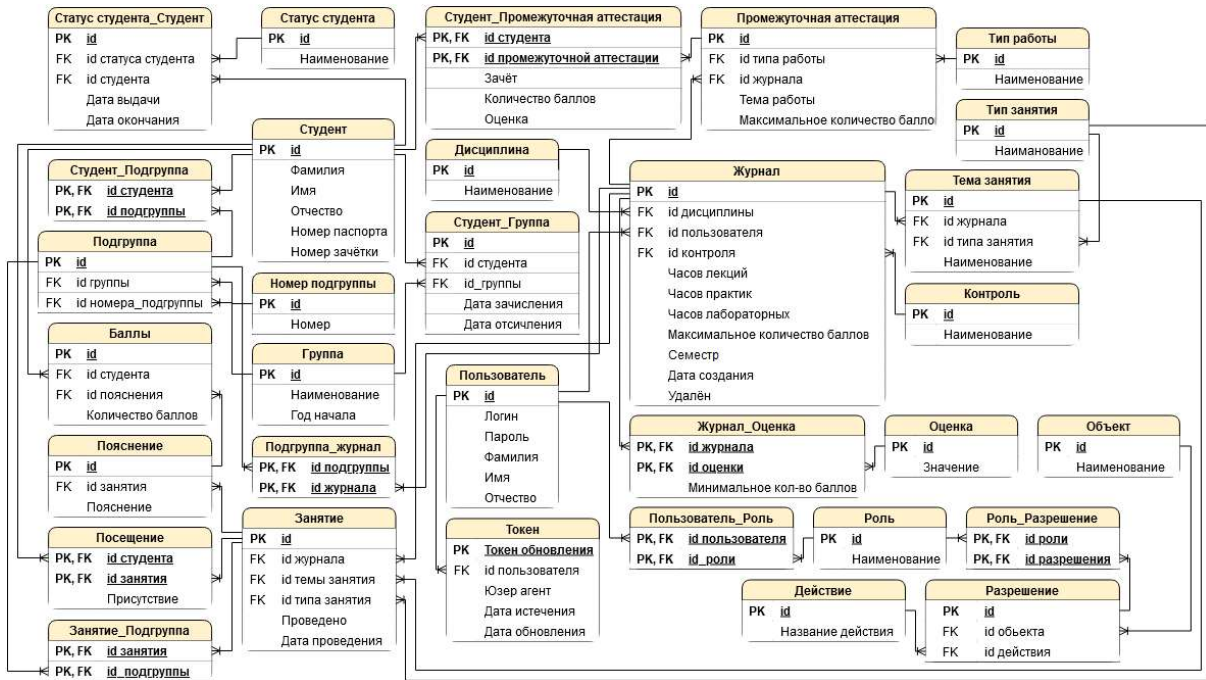 Статус студента_Студент
PK id
FK id статуса студента
FK id студента
Дата выдачи
Дата окончания
Статус студента
PK id
Наименование
Студент_Промежуточная аттестация
PK, FK id студента
PK, FK id промежуточной аттестации
Зачёт
Количество баллов
Оценка
Промежуточная аттестация
PK id
FK id типа работы
FK id журнала
Тема работы
Максимальное количество балло
Тип работы
PK id
Наименование
Тип занятия
PK id
Наиманование
Студент
PK id
Фамилия
Имя
Отчество
Номер паспорта
Номер зачётки
Дисциплина
PK id
Наименование
Журнал
PK id
FK id дисциплины
FK id пользователя
FK id контроля
Часов лекций
Часов практик
Часов лабораторных
Максимальное количество баллов
Семестр
Дата создания
Удалён
Тема занятия
PK id
FK id журнала
FK id типа занятия
Наименование
Студент_Подгруппа
PK, FK id студента
PK, FK id подгруппы
Студент_Группа
PK id
FK id студента
FK id_группы
Дата зачисления
Дата отсичления
Подгруппа
PK id
FK id группы
FK id номера_подгруппы
Номер подгруппы
PK id
Номер
Контроль
PK id
Наименование
Баллы
PK id
FK id студента
FK id пояснения
Количество баллов
Группа
PK id
Наименование
Год начала
Пользователь
PK id
Логин
Пароль
Фамилия
Имя
Отчество
Журнал_Оценка
PK, FK id журнала
PK, FK id оценки
Минимальное кол-во баллов
Оценка
PK id
Значение
Объект
PK id
Наименование
Пояснение
PK id
FK id занятия
Пояснение
Подгруппа_журнал
PK, FK id подгруппы
PK, FK id журнала
Занятие
PK id
FK id журнала
FK id темы занятия
FK id типа занятия
Проведено
Дата проведения
Токен
PK Токен обновления
FK id пользователя
Юзер агент
Дата истечения
Дата обновления
Пользователь_Роль
PK, FK id пользователя
PK, FK id_роли
Роль
PK id
Наименование
Роль_Разрешение
PK, FK id роли
PK, FK id разрешения
Посещение
PK, FK id студента
PK, FK id занятия
Присутствие
Действие
PK id
Название действия
Разрешение
PK id
FK id обьекта
FK id действия
Занятие_Подгруппа
PK, FK id занятия
PK, FK id_подгруппы